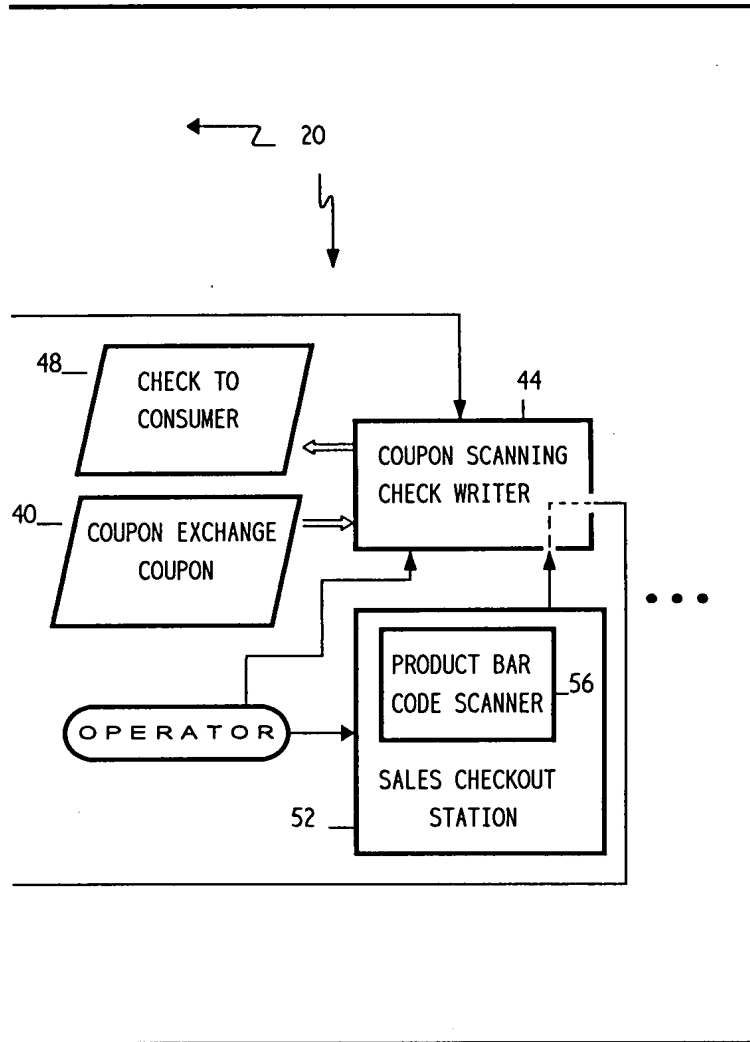 20
48
CHECK TO
CONSUMER
44
COUPON SCANNING
CHECK WRITER
40
COUPON EXCHANGE
COUPON
PRODUCT BAR
CODE SCANNER
56
OPERATOR
SALES CHECKOUT
STATION
52